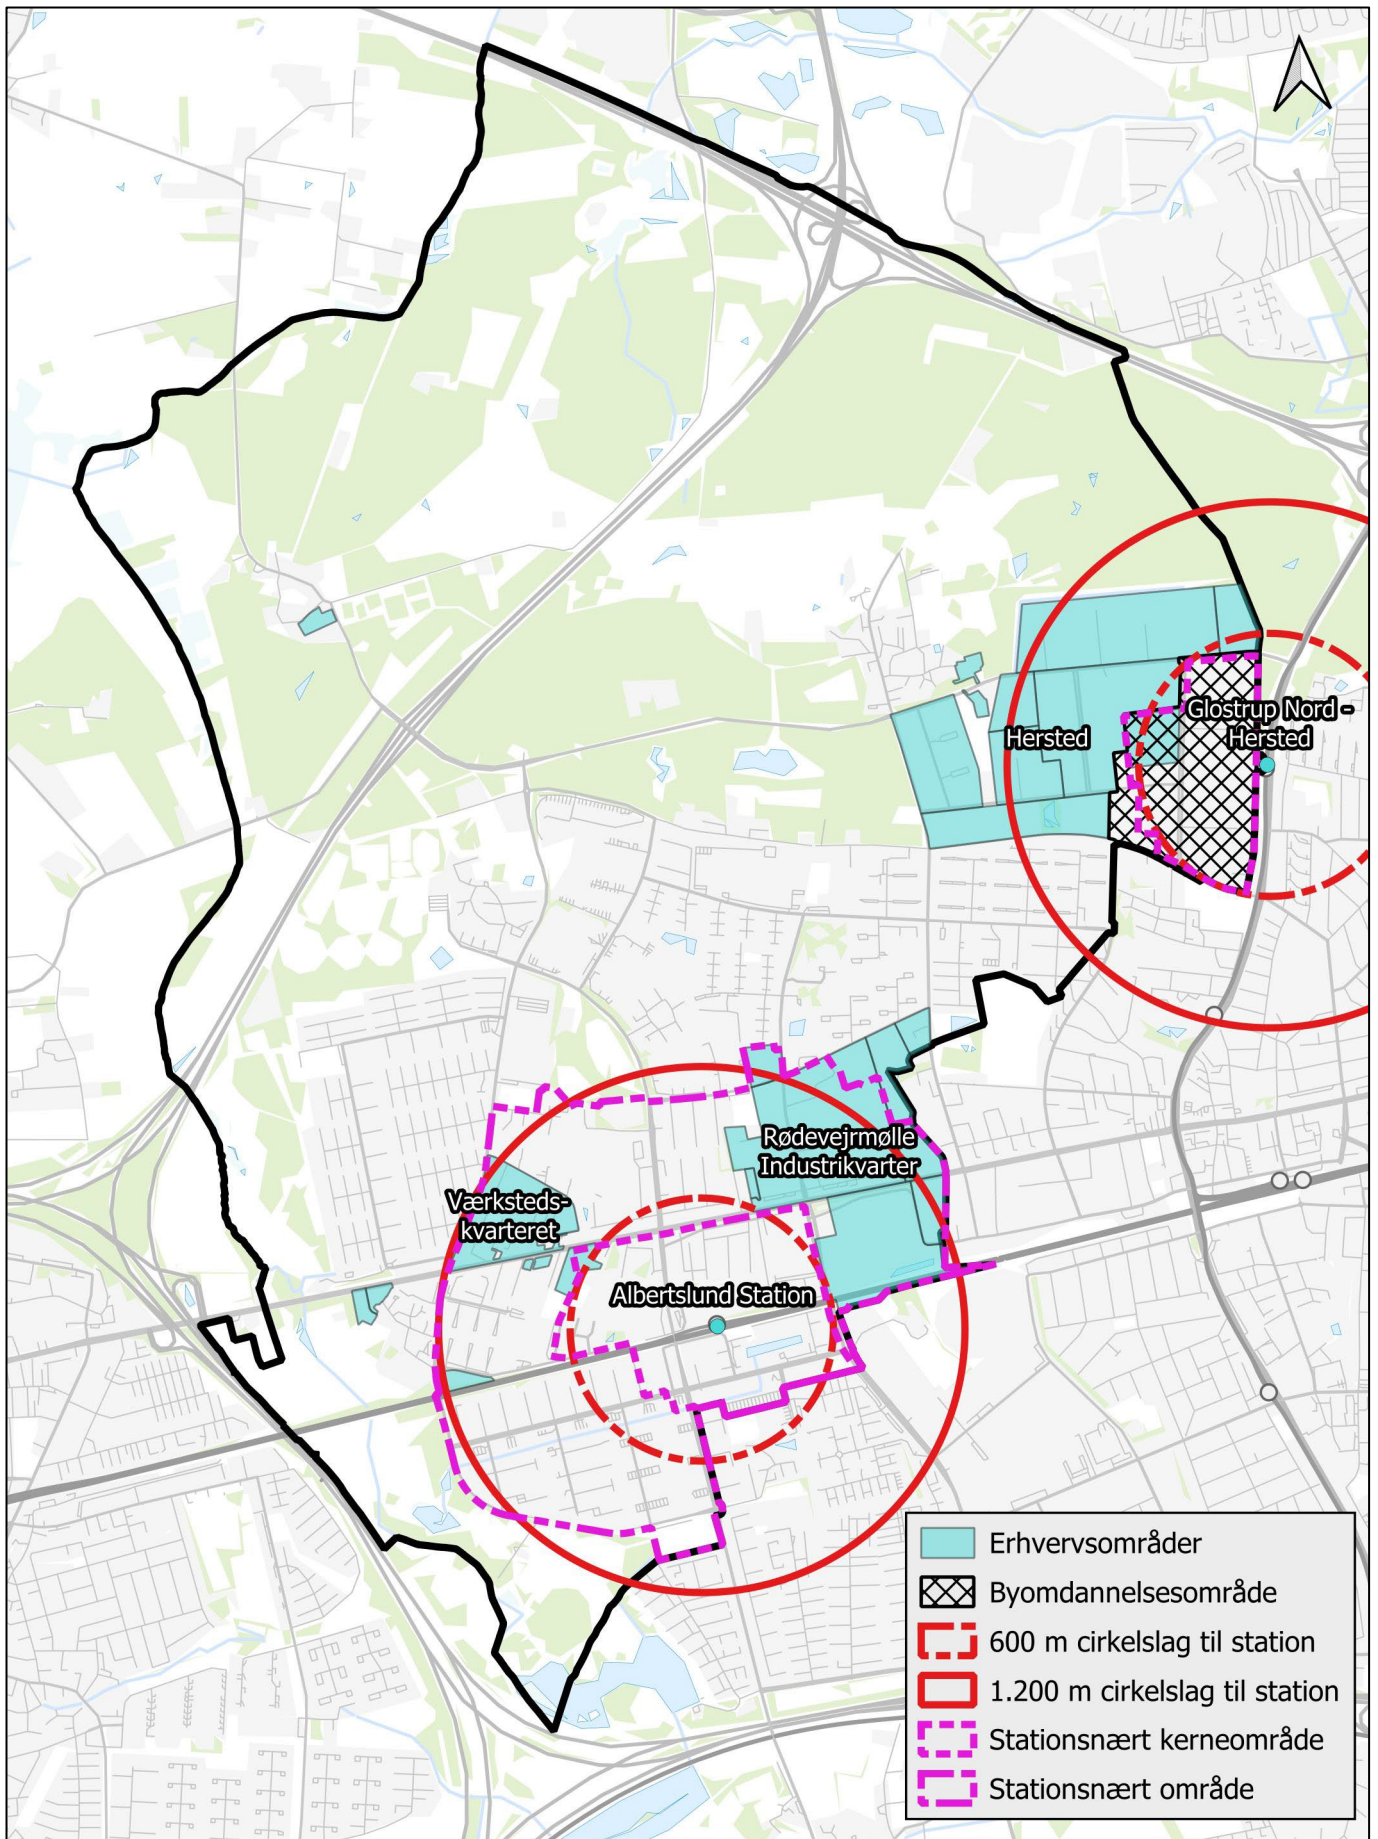 Glostrup Nord -
Hersted
Hersted
Rødevejrmølle
Industrikvarter
Værksteds-
kvarteret
Albertslund Station
Erhvervsområder
Byomdannelsesområde
600 m cirkelslag til station
1.200 m cirkelslag til station
Stationsnært kerneområde
Stationsnært område